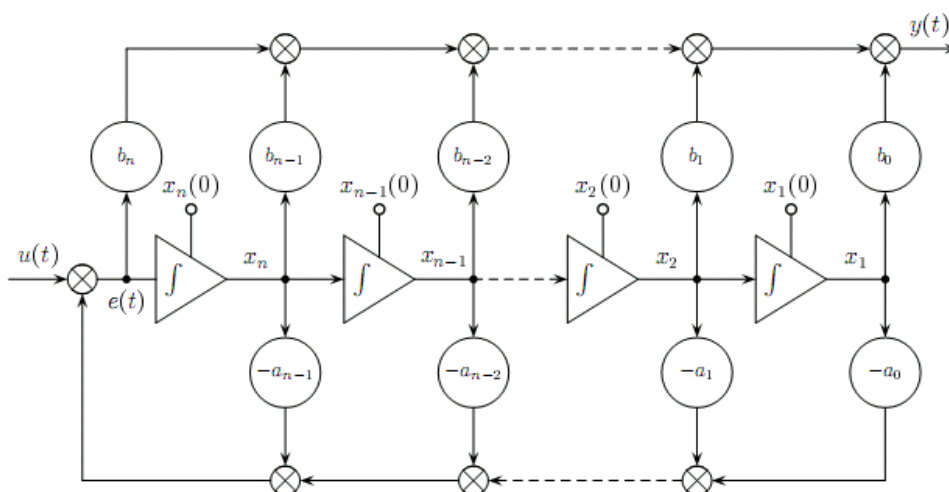 y(t)
b_n
b_{n-1}
b_{n-2}
b_1
b_0
x_n(0)
x_{n-1}(0)
x_2(0)
x_1(0)
u(t)
e(t)
∫
x_n
∫
x_{n-1}
∫
x_2
∫
x_1
-a_{n-1}
-a_{n-2}
-a_1
-a_0